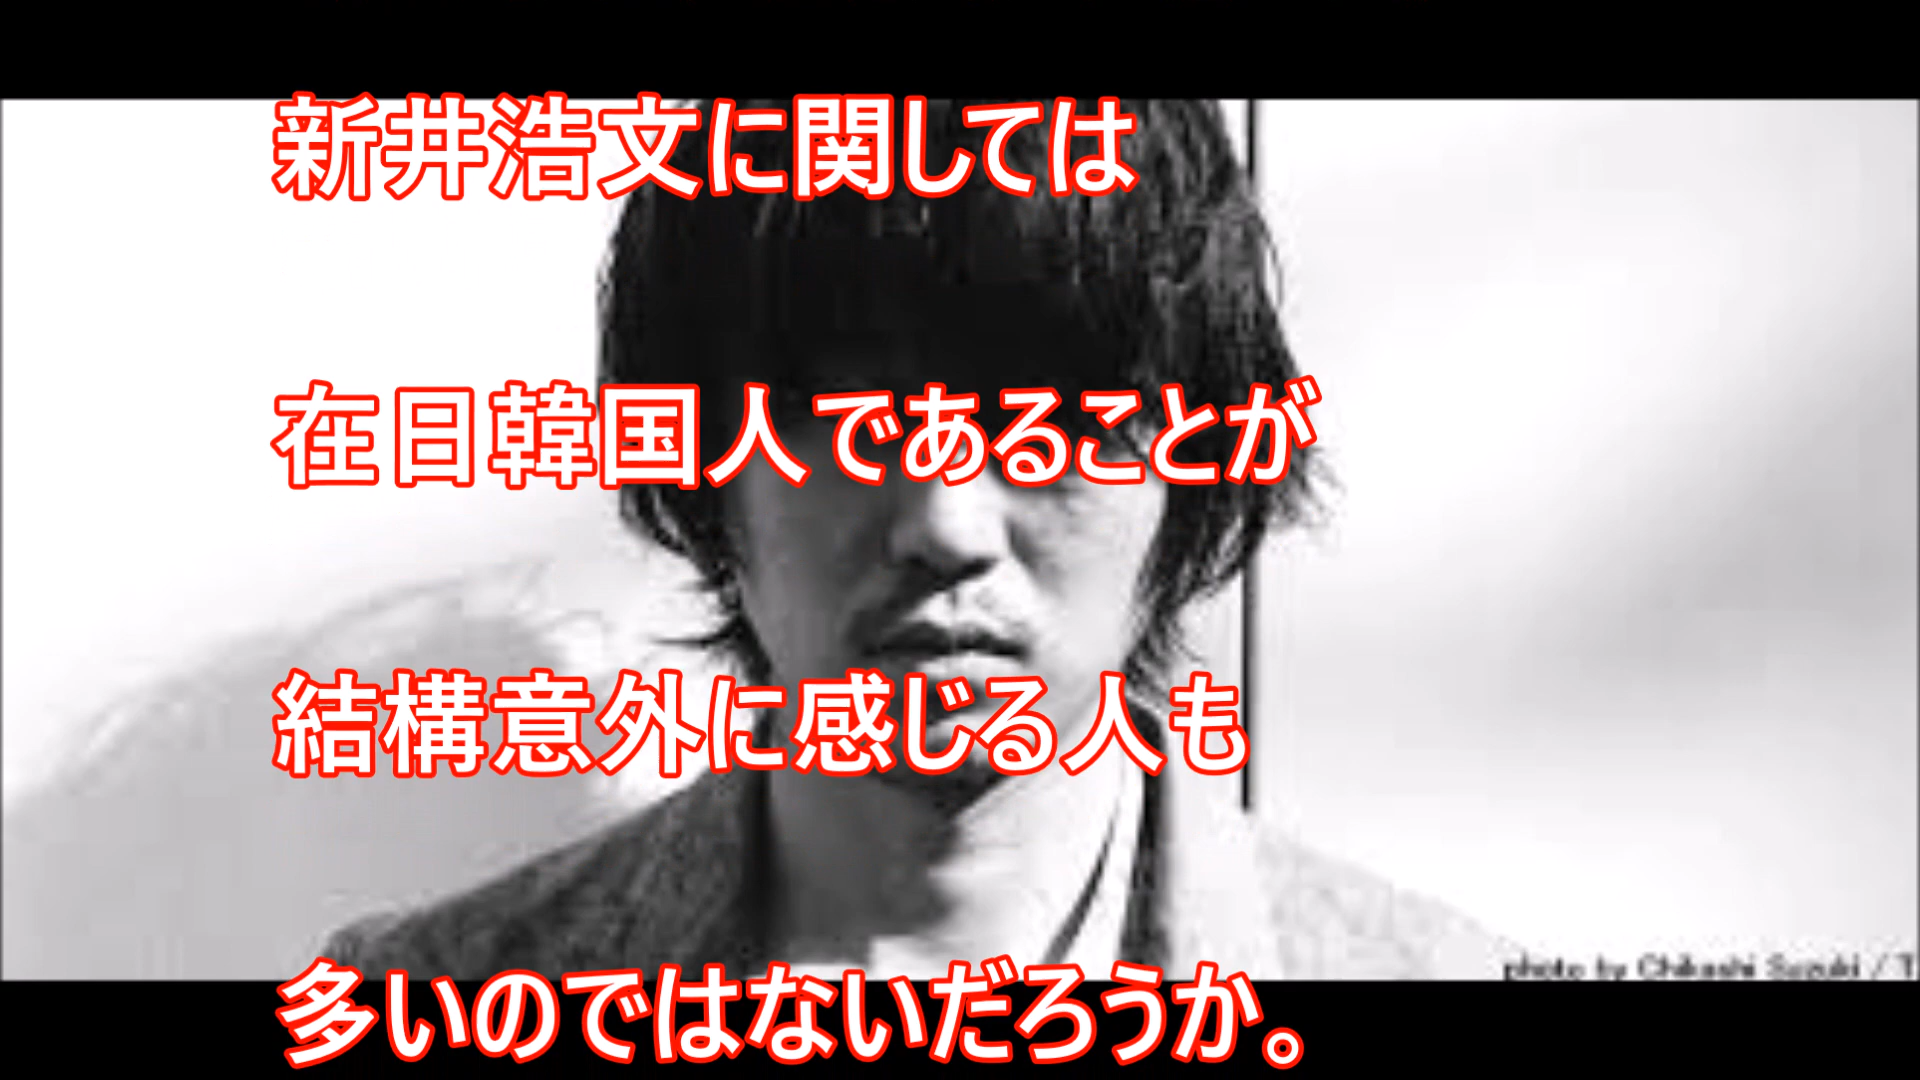 新井浩文に関しては
在日韓国人であることが
結構意外に感じる人も
多いのではないだろうか。
photo by Chikashi Suzuki / T